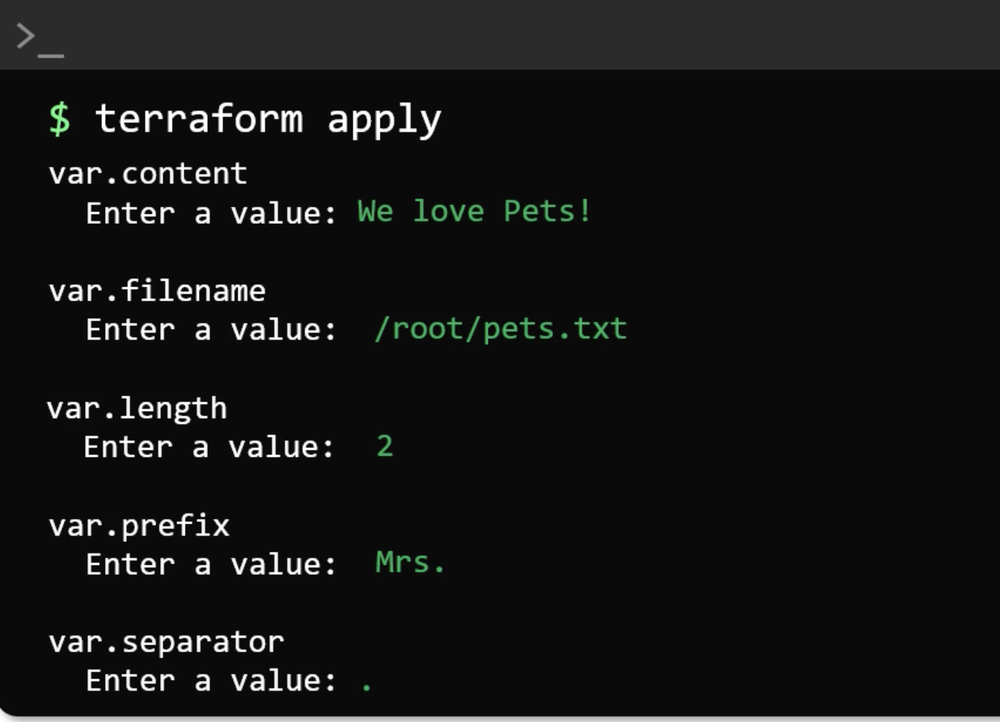 >_
$ terraform apply
var.content
Enter a value: We love Pets!
var.filename
Enter a value: /root/pets.txt
var.length
Enter a value: 2
var.prefix
Enter a value: Mrs.
var.separator
Enter a value: .